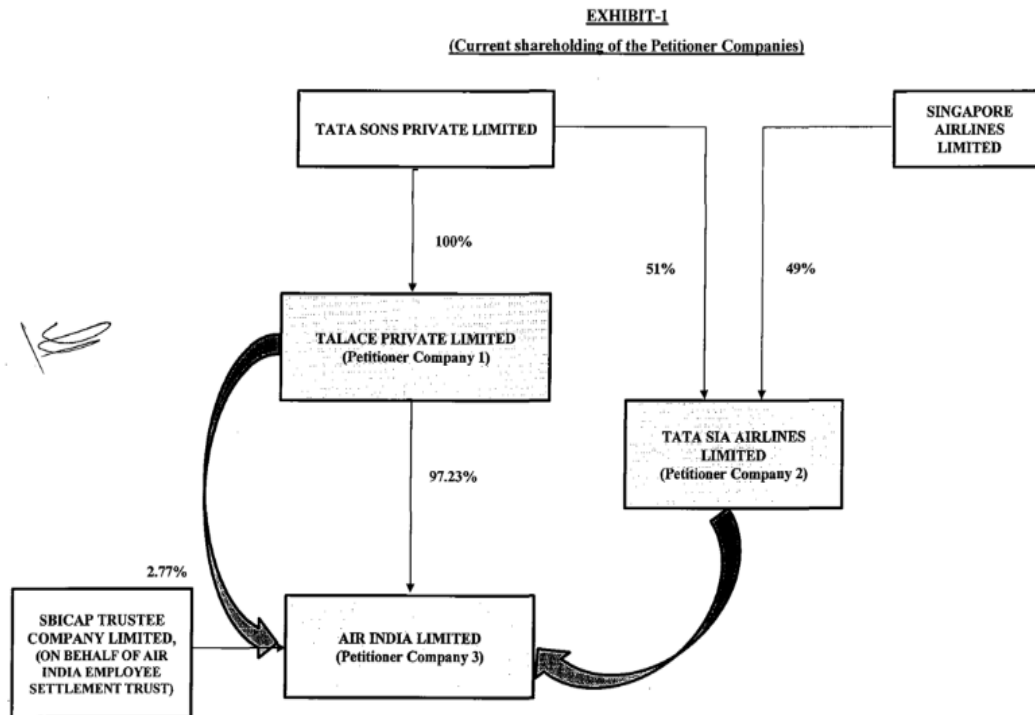 EXHIBIT-1
(Current shareholding of the Petitioner Companies)
TATA SONS PRIVATE LIMITED
SINGAPORE
AIRLINES
LIMITED
100%
51%
49%
TALACE PRIVATE LIMITED
(Petitioner Company 1)
TATA SIA AIRLINES
LIMITED
(Petitioner Company 2)
97.23%
2.77%
SBICAP TRUSTEE
COMPANY LIMITED,
(ON BEHALF OF AIR
INDIA EMPLOYEE
SETTLEMENT TRUST)
AIR INDIA LIMITED
(Petitioner Company 3)